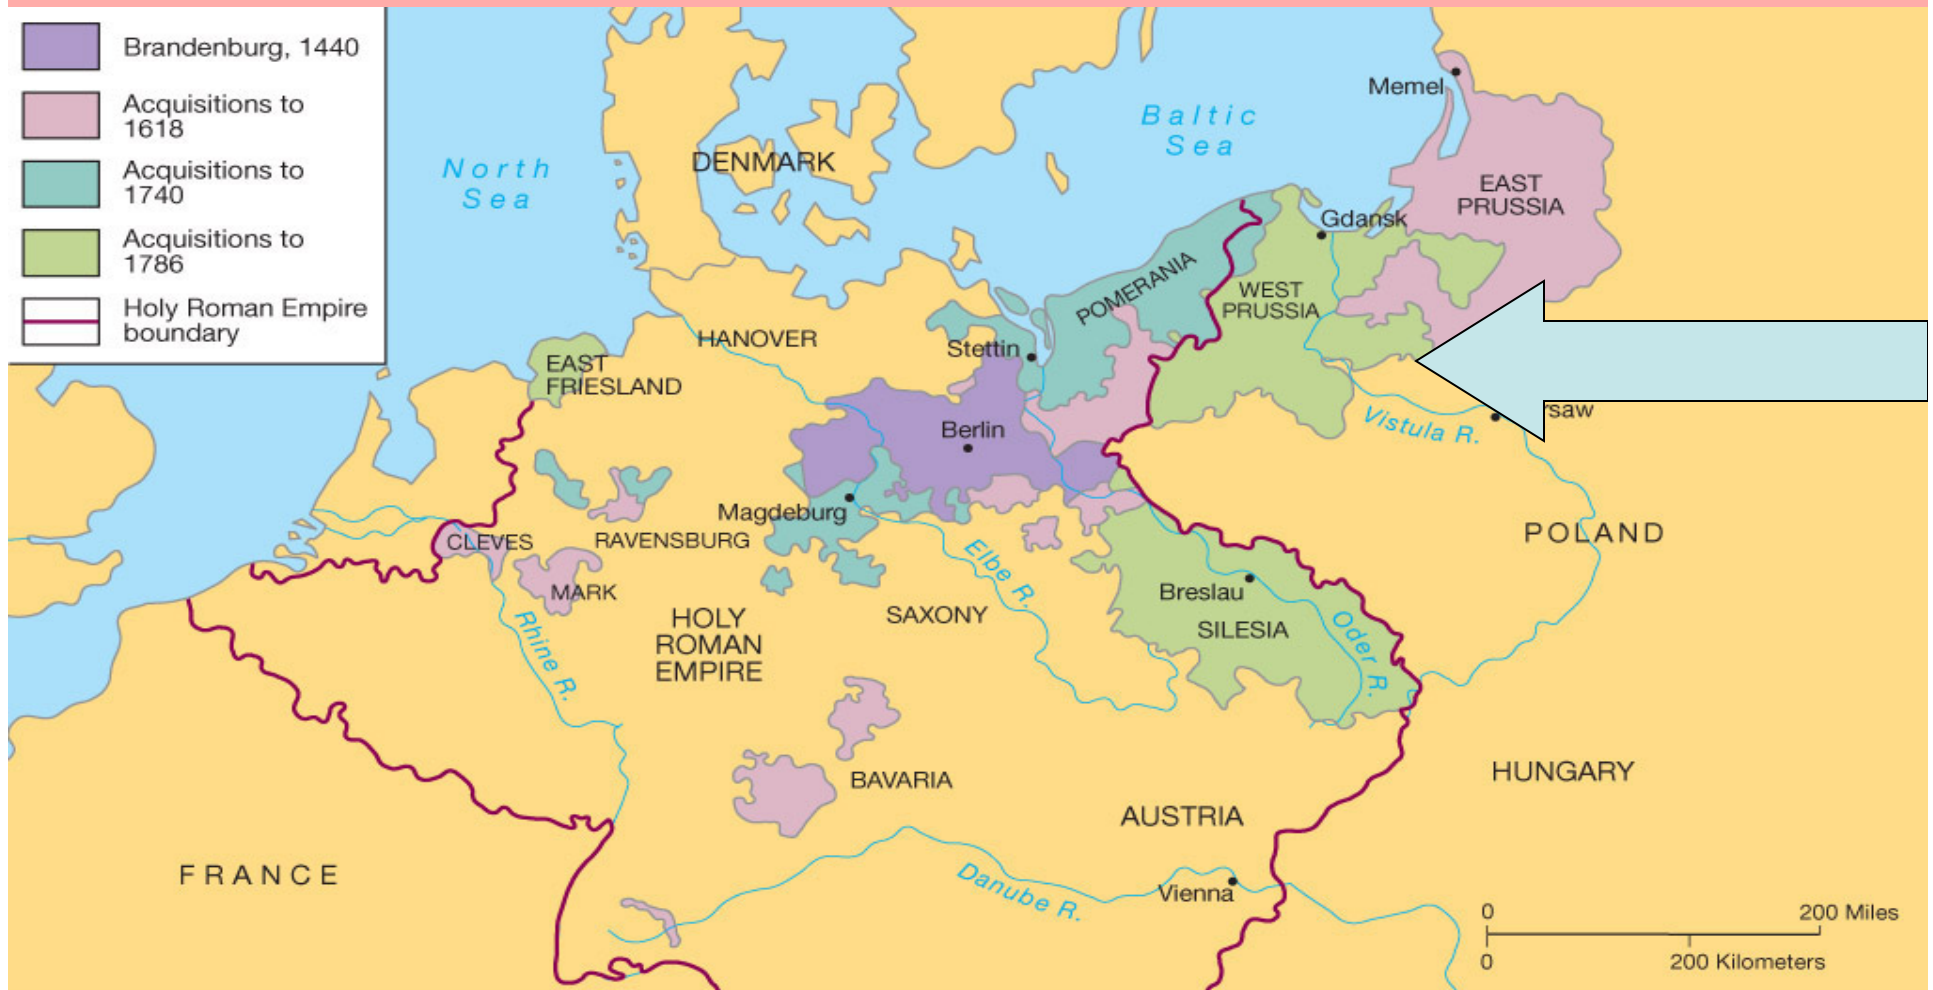 Brandenburg, 1440
Acquisitions to
1618
Acquisitions to
1740
Acquisitions to
1786
Holy Roman Empire
boundary
North
Sea
DENMARK
Baltic
Sea
Memel
EAST
PRUSSIA
Gdansk
POMERANIA
WEST
PRUSSIA
HANOVER
Stettin
EAST
FRIESLAND
Berlin
Vistula R.
rsaw
Magdeburg
CLEVES
RAVENSBURG
MARK
Elbe R.
POLAND
Rhine R.
HOLY
ROMAN
EMPIRE
SAXONY
Breslau
SILESIA
Oder R.
BAVARIA
HUNGARY
AUSTRIA
FRANCE
Danube R.
Vienna
0
200 Miles
0
200 Kilometers